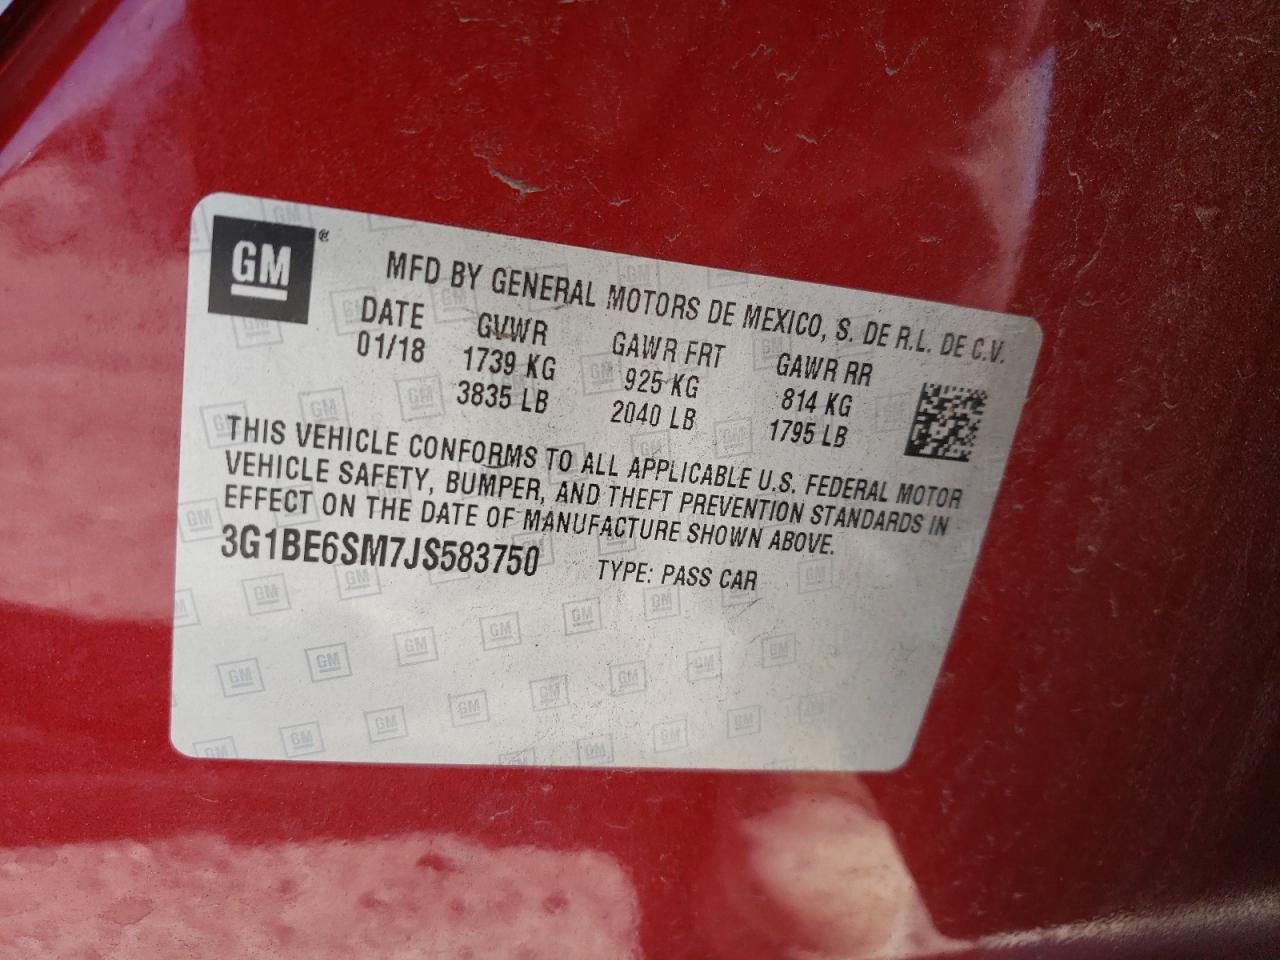 GM®
MFD BY GENERAL MOTORS DE MEXICO, S. DE R.L. DE C.V.
DATE GVWR GAWR FRT GAWR RR
01/18 1739 KG 925 KG 814 KG
3835 LB 2040 LB 1795 LB
THIS VEHICLE CONFORMS TO ALL APPLICABLE U.S. FEDERAL MOTOR
VEHICLE SAFETY, BUMPER, AND THEFT PREVENTION STANDARDS IN
EFFECT ON THE DATE OF MANUFACTURE SHOWN ABOVE.
3G1BE6SM7JS583750 TYPE: PASS CAR